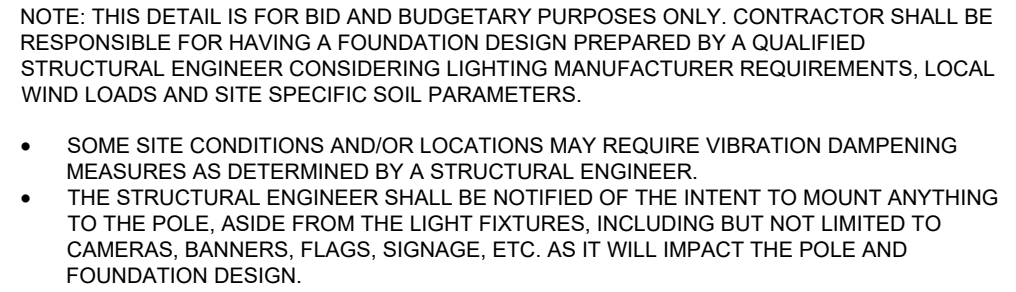 NOTE: THIS DETAIL IS FOR BID AND BUDGETARY PURPOSES ONLY. CONTRACTOR SHALL BE
RESPONSIBLE FOR HAVING A FOUNDATION DESIGN PREPARED BY A QUALIFIED
STRUCTURAL ENGINEER CONSIDERING LIGHTING MANUFACTURER REQUIREMENTS, LOCAL
WIND LOADS AND SITE SPECIFIC SOIL PARAMETERS.
• SOME SITE CONDITIONS AND/OR LOCATIONS MAY REQUIRE VIBRATION DAMPENING
MEASURES AS DETERMINED BY A STRUCTURAL ENGINEER.
• THE STRUCTURAL ENGINEER SHALL BE NOTIFIED OF THE INTENT TO MOUNT ANYTHING
TO THE POLE, ASIDE FROM THE LIGHT FIXTURES, INCLUDING BUT NOT LIMITED TO
CAMERAS, BANNERS, FLAGS, SIGNAGE, ETC. AS IT WILL IMPACT THE POLE AND
FOUNDATION DESIGN.